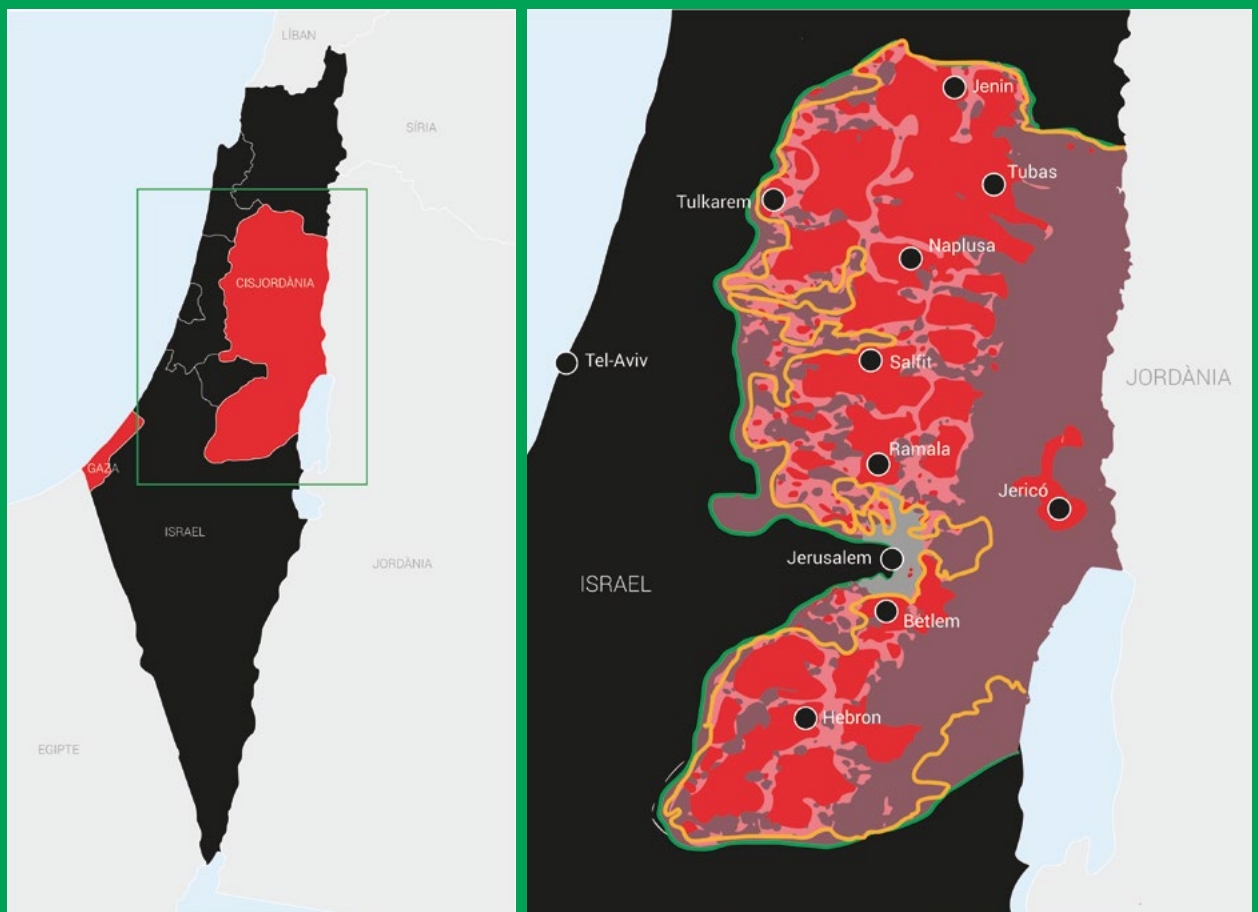 LÍBAN
SÍRIA
CISJORDÀNIA
GAZA
ISRAEL
JORDÀNIA
EGIPTE
Jenin
Tubas
Tulkarem
Naplusa
Tel-Aviv
Salfit
JORDÀNIA
Ramala
Jericó
Jerusalem
ISRAEL
Betlem
Hebron